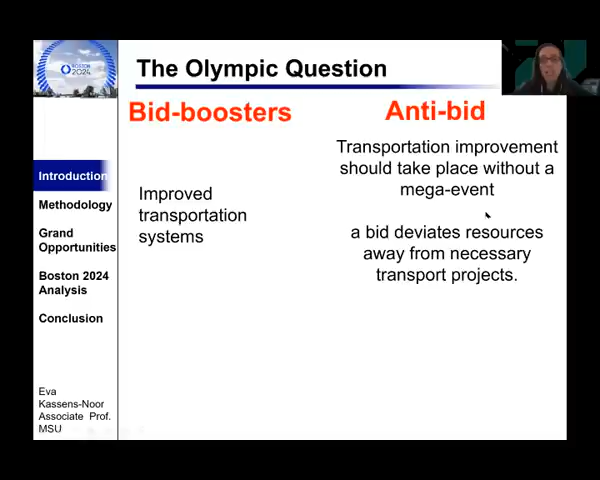 BOSTON
2024
The Olympic Question
Bid-boosters
Anti-bid
Improved
transportation
systems
Transportation improvement
should take place without a
mega-event
a bid deviates resources
away from necessary
transport projects.
Introduction
Methodology
Grand
Opportunities
Boston 2024
Analysis
Conclusion
Eva
Kassens-Noor
Associate Prof.
MSU